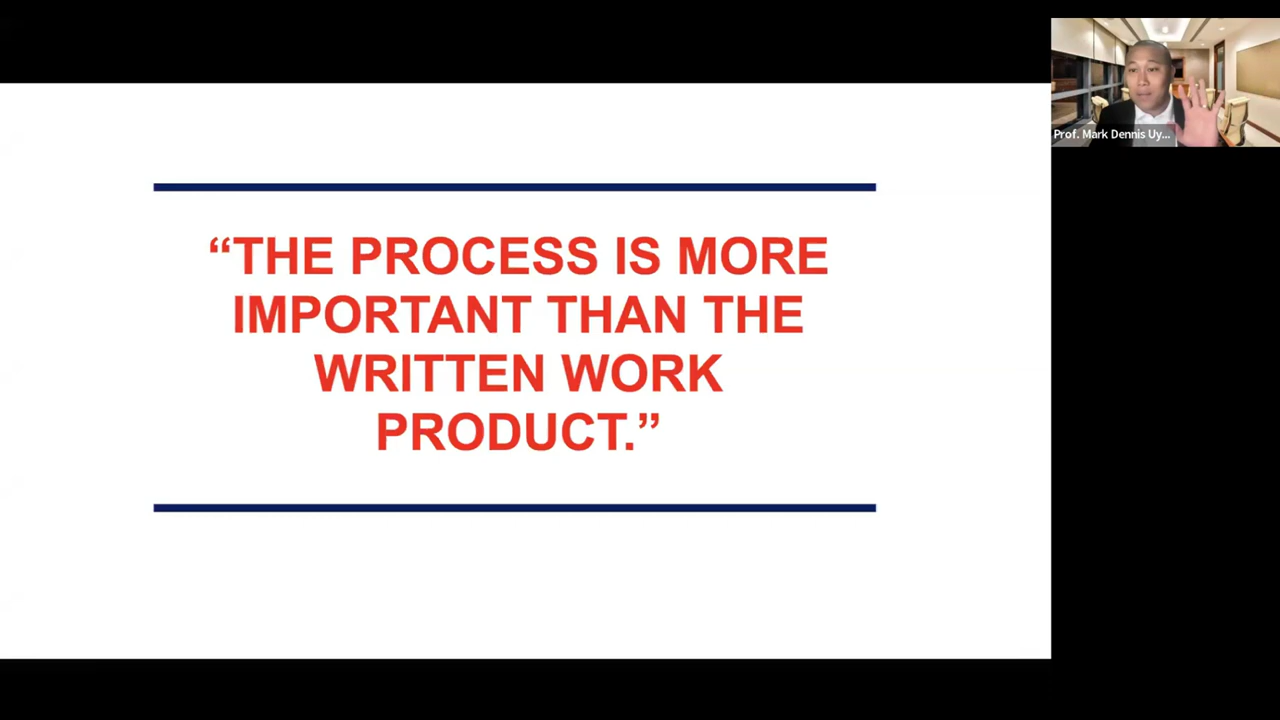 “THE PROCESS IS MORE
IMPORTANT THAN THE
WRITTEN WORK
PRODUCT.”
Prof. Mark Dennis Uy...